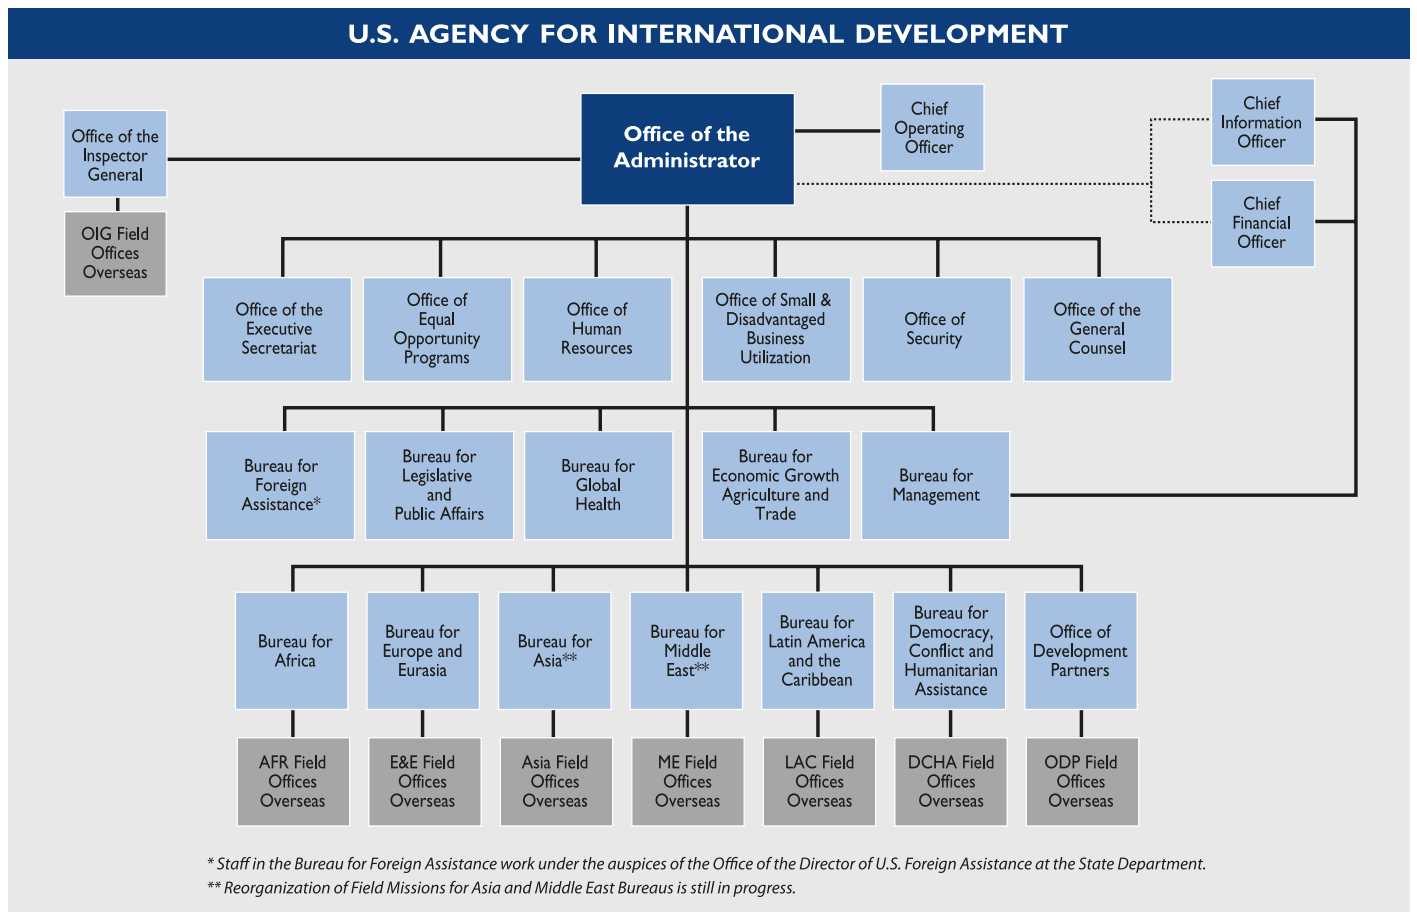 U.S. AGENCY FOR INTERNATIONAL DEVELOPMENT
Office of the
Inspector
General
OIG Field
Offices
Overseas
Office of the
Administrator
Chief
Operating
Officer
Chief
Information
Officer
Chief
Financial
Officer
Office of the
Executive
Secretariat
Office of
Equal
Opportunity
Programs
Office of
Human
Resources
Office of Small &
Disadvantaged
Business
Utilization
Office of
Security
Office of the
General
Counsel
Bureau for
Foreign
Assistance*
Bureau for
Legislative
and
Public Affairs
Bureau for
Global
Health
Bureau for
Economic Growth
Agriculture and
Trade
Bureau for
Management
Bureau for
Africa
Bureau for
Europe and
Eurasia
Bureau for
Asia**
Bureau for
Middle
East**
Bureau for
Latin America
and the
Caribbean
Bureau for
Democracy,
Conflict and
Humanitarian
Assistance
Office of
Development
Partners
AFR Field
Offices
Overseas
E&E Field
Offices
Overseas
Asia Field
Offices
Overseas
ME Field
Offices
Overseas
LAC Field
Offices
Overseas
DCHA Field
Offices
Overseas
ODP Field
Offices
Overseas
* Staff in the Bureau for Foreign Assistance work under the auspices of the Office of the Director of U.S. Foreign Assistance at the State Department.
** Reorganization of Field Missions for Asia and Middle East Bureaus is still in progress.